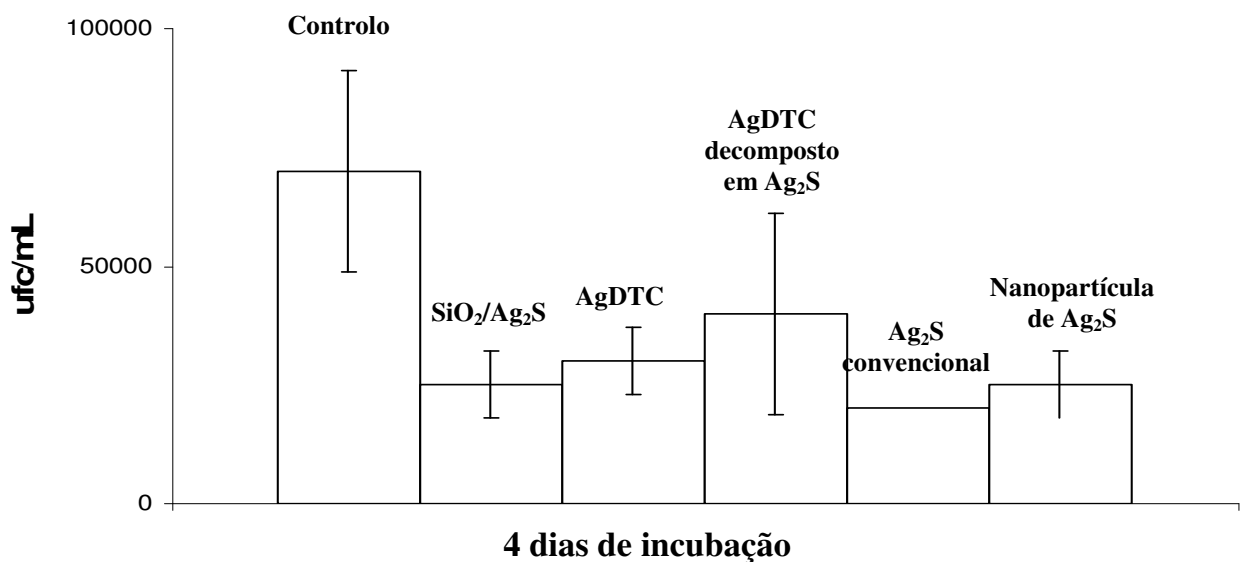 100000
50000
0
ufc/mL
Controlo
SiO₂/Ag₂S
AgDTC
AgDTC
decomposto
em Ag₂S
Ag₂S
convencional
Nanopartícula
de Ag₂S
4 dias de incubação